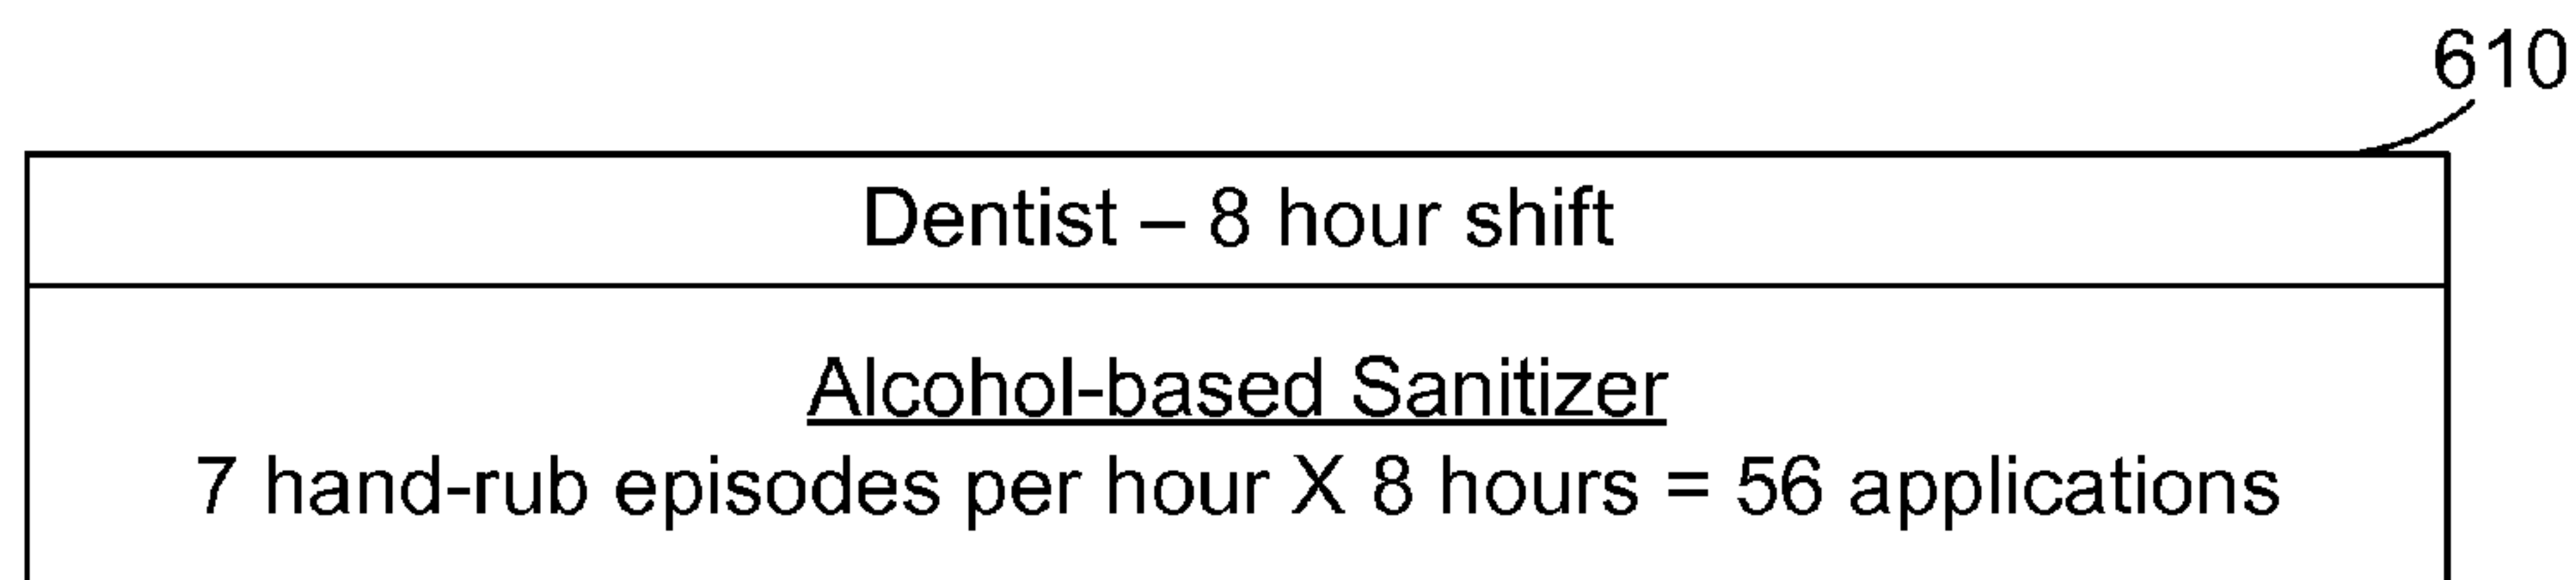 610
Dentist – 8 hour shift
Alcohol-based Sanitizer
7 hand-rub episodes per hour X 8 hours = 56 applications